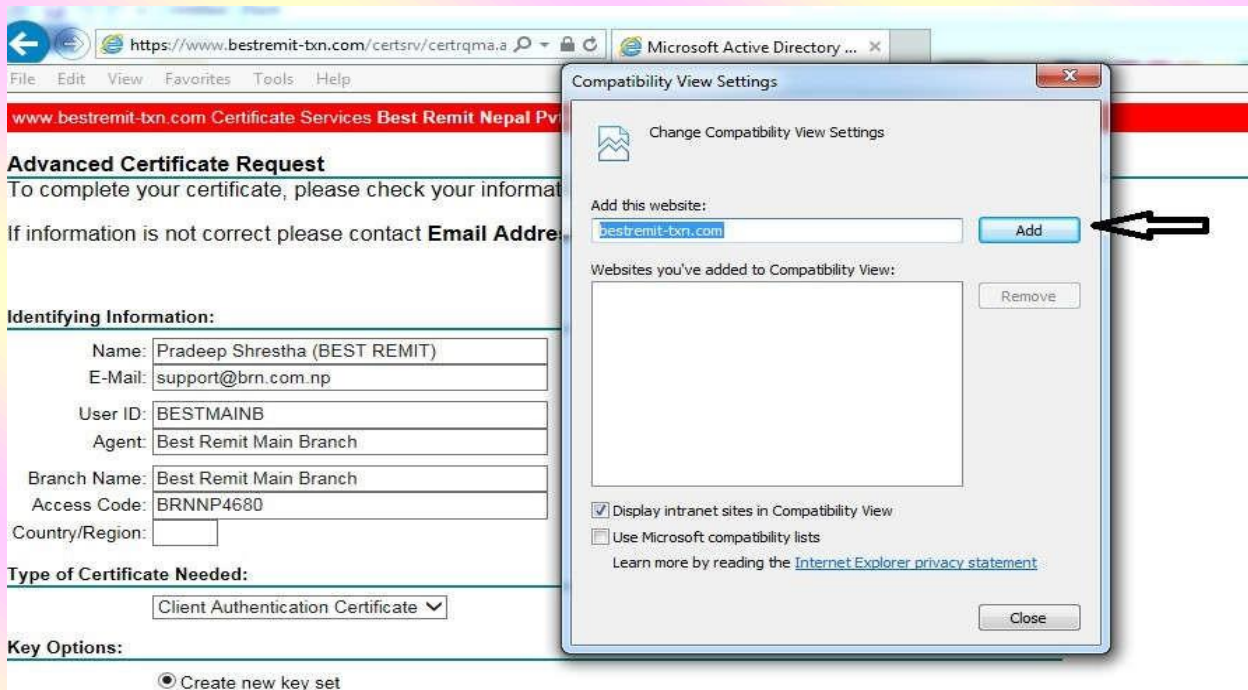 https://www.bestremit-txn.com/certsrv/certrqma.a
Microsoft Active Directory ...
File Edit View Favorites Tools Help
www.bestremit-txn.com Certificate Services Best Remit Nepal Pv
Advanced Certificate Request
To complete your certificate, please check your informat
If information is not correct please contact Email Addre
Identifying Information:
Name: Pradeep Shrestha (BEST REMIT)
E-Mail: support@brn.com.np
User ID: BESTMAINB
Agent: Best Remit Main Branch
Branch Name: Best Remit Main Branch
Access Code: BRNNP4680
Country/Region:
Type of Certificate Needed:
Client Authentication Certificate
Key Options:
Create new key set
Compatibility View Settings
Change Compatibility View Settings
Add this website:
bestremit-txn.com
Add
Websites you've added to Compatibility View:
Remove
Display intranet sites in Compatibility View
Use Microsoft compatibility lists
Learn more by reading the Internet Explorer privacy statement
Close